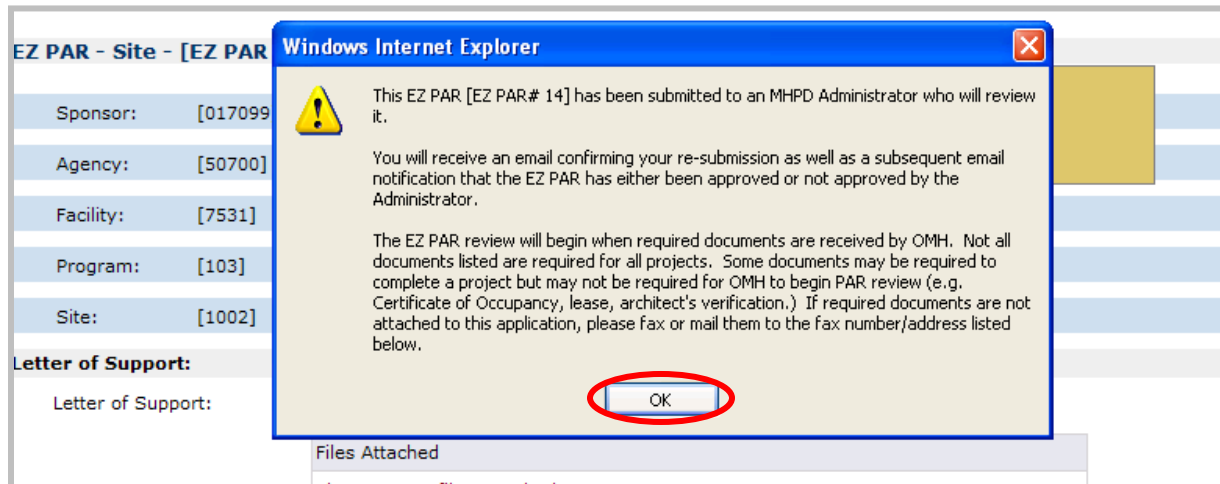 EZ PAR - Site - [EZ PAR
Windows Internet Explorer
This EZ PAR [EZ PAR# 14] has been submitted to an MHPD Administrator who will review
it.
You will receive an email confirming your re-submission as well as a subsequent email
notification that the EZ PAR has either been approved or not approved by the
Administrator.
The EZ PAR review will begin when required documents are received by OMH. Not all
documents listed are required for all projects. Some documents may be required to
complete a project but may not be required for OMH to begin PAR review (e.g.
Certificate of Occupancy, lease, architect's verification.) If required documents are not
attached to this application, please fax or mail them to the fax number/address listed
below.
OK
Sponsor: [017099
Agency: [50700]
Facility: [7531]
Program: [103]
Site: [1002]
Letter of Support:
Letter of Support:
Files Attached